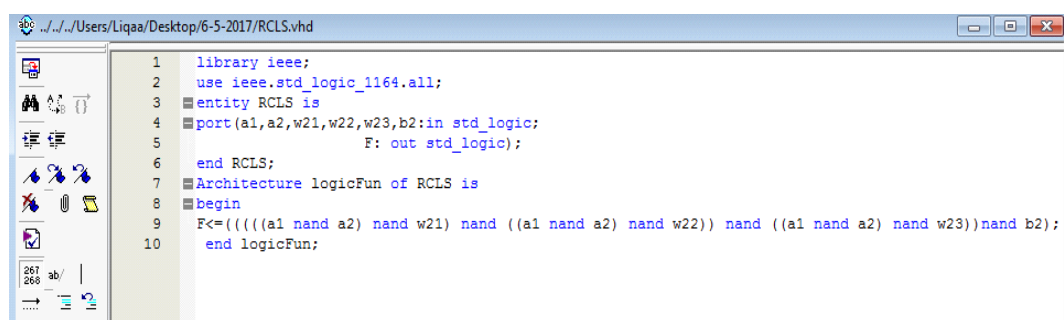 abc ../../../Users/Liqaa/Desktop/6-5-2017/RCLS.vhd
1 library ieee;
2 use ieee.std_logic_1164.all;
3 entity RCLS is
4 port(a1,a2,w21,w22,w23,b2:in std_logic;
5 F: out std_logic);
6 end RCLS;
7 Architecture logicFun of RCLS is
8 begin
9 F<=(((((a1 nand a2) nand w21) nand ((a1 nand a2) nand w22)) nand ((a1 nand a2) nand w23))nand b2);
10 end logicFun;
267
268 ab/